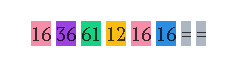 16 36 61 12 16 16 = =